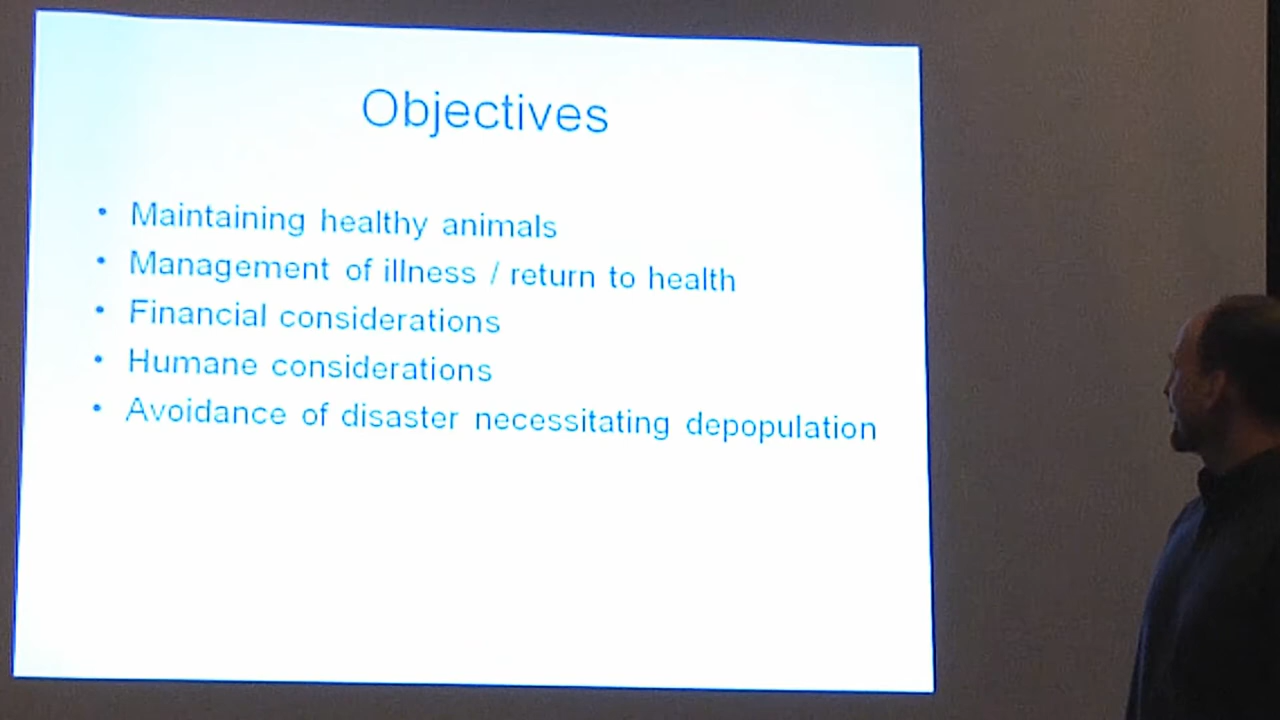 Objectives
• Maintaining healthy animals
• Management of illness / return to health
• Financial considerations
• Humane considerations
• Avoidance of disaster necessitating depopulation